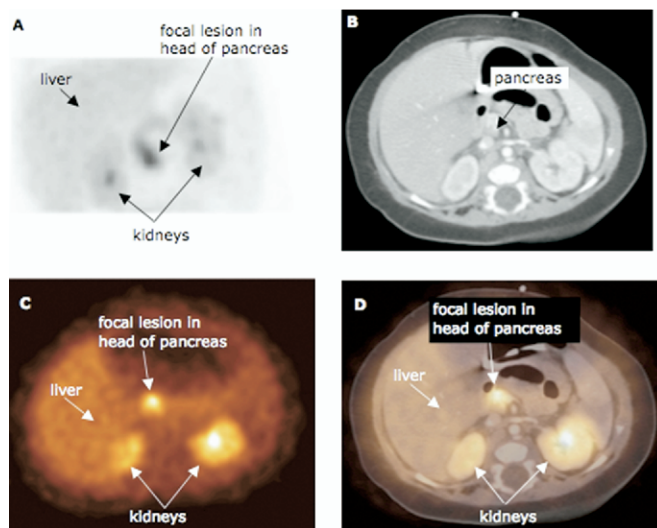 A
focal lesion in
head of pancreas
liver
kidneys
B
pancreas
C
focal lesion in
head of pancreas
liver
kidneys
D
focal lesion in
head of pancreas
liver
kidneys